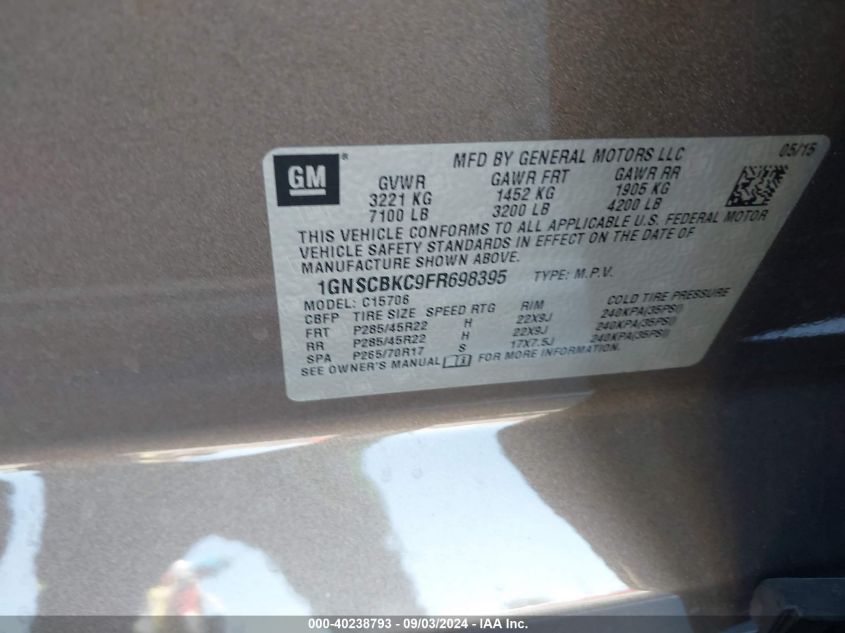 GM ®
MFD BY GENERAL MOTORS LLC 05/15
GVWR GAWR FRT GAWR RR
3221 KG 1452 KG 1905 KG
7100 LB 3200 LB 4200 LB
THIS VEHICLE CONFORMS TO ALL APPLICABLE U.S. FEDERAL MOTOR
VEHICLE SAFETY STANDARDS IN EFFECT ON THE DATE OF
MANUFACTURE SHOWN ABOVE.
1GNSCBKC9FR698395 TYPE: M.P.V.
MODEL: C15706
CBFP TIRE SIZE SPEED RTG RIM COLD TIRE PRESSURE
FRT P285/45R22 H 22X9J 240KPA(35PSI)
RR P285/45R22 H 22X9J 240KPA(35PSI)
SPA P265/70R17 S 17X7.5J 240KPA(35PSI)
SEE OWNER'S MANUAL FOR MORE INFORMATION.
000-40238793 - 09/03/2024 - IAA Inc.